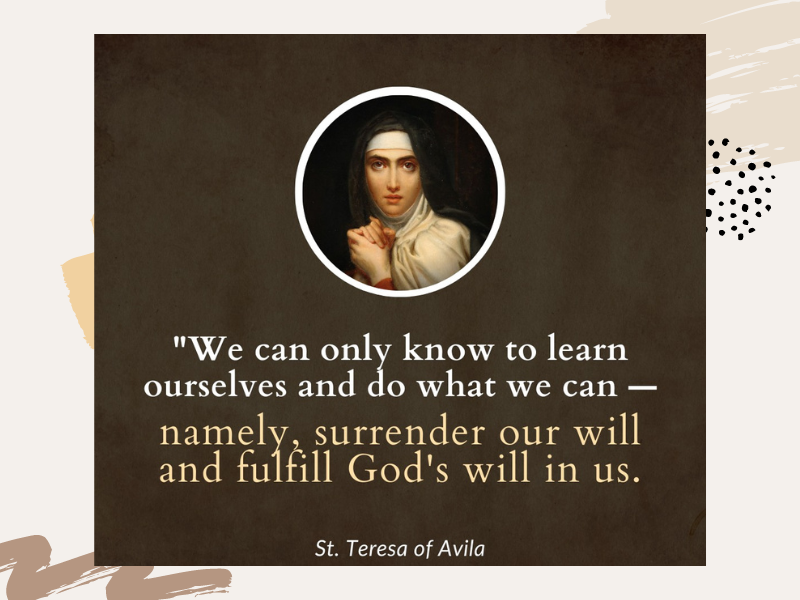 "We can only know to learn
ourselves and do what we can —
namely, surrender our will
and fulfill God's will in us.
St. Teresa of Avila